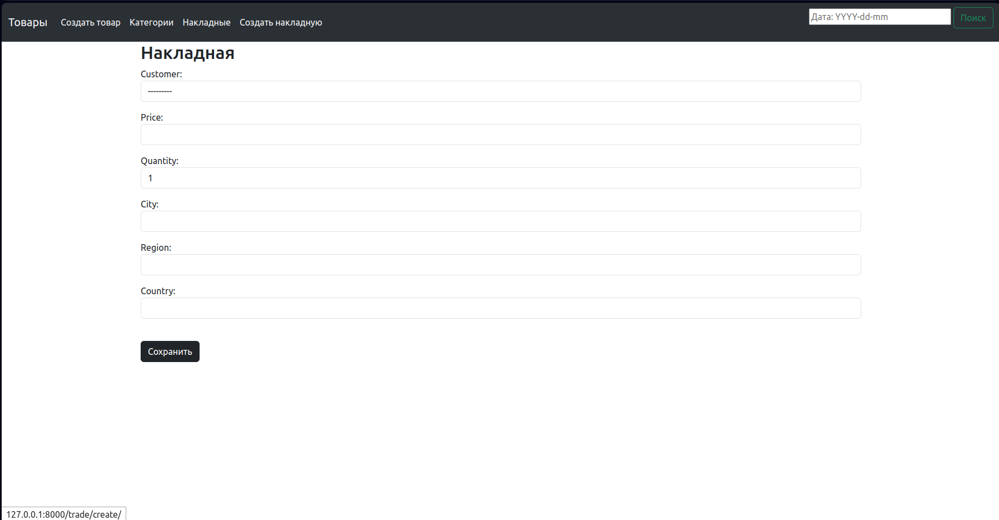 Товары Создать товар Категории Накладные Создать накладную Дата: YYYY-dd-mm Поиск
Накладная
Customer:
---------
Price:
Quantity:
1
City:
Region:
Country:
Сохранить
127.0.0.1:8000/trade/create/